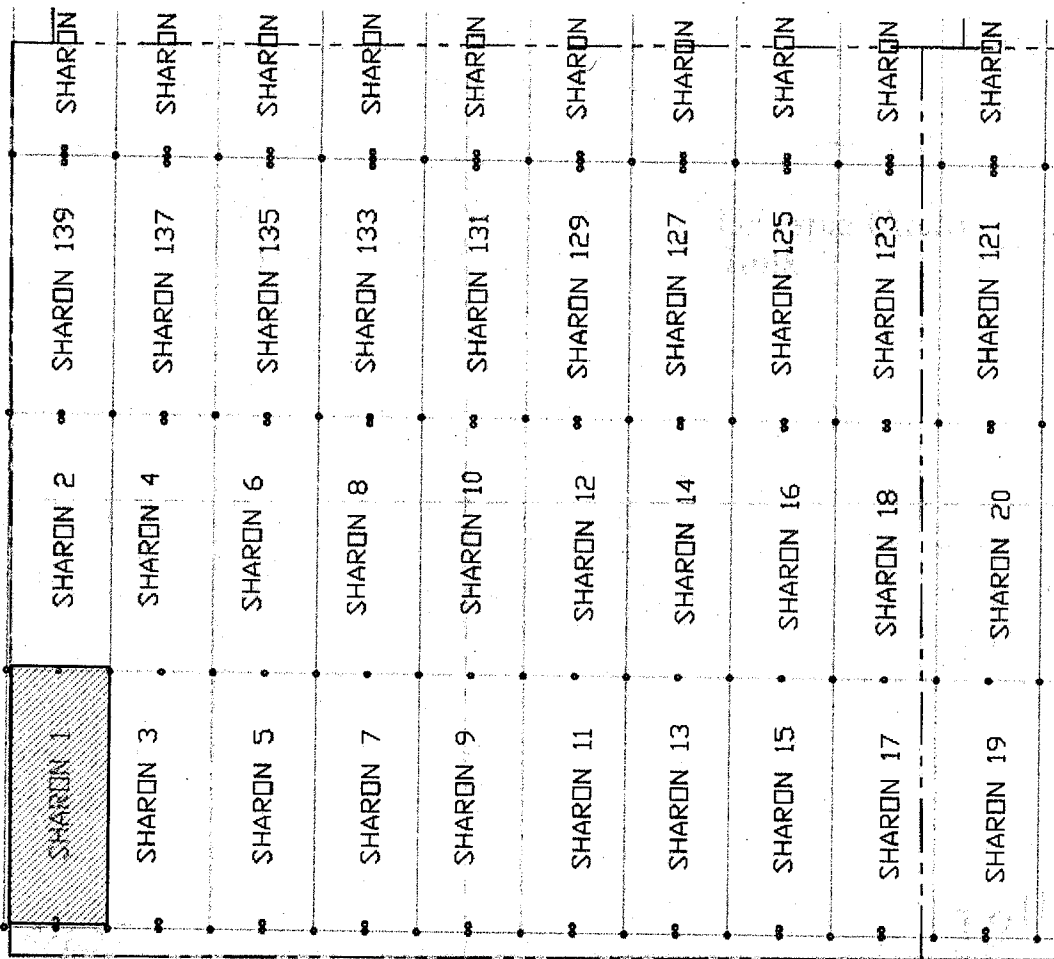 SHARON
SHARON
SHARON
SHARON
SHARON
SHARON
SHARON
SHARON
SHARON
SHARON
SHARON 139
SHARON 137
SHARON 135
SHARON 133
SHARON 131
SHARON 129
SHARON 127
SHARON 125
SHARON 123
SHARON 121
SHARON 2
SHARON 4
SHARON 6
SHARON 8
SHARON 10
SHARON 12
SHARON 14
SHARON 16
SHARON 18
SHARON 20
SHARON 1
SHARON 3
SHARON 5
SHARON 7
SHARON 9
SHARON 11
SHARON 13
SHARON 15
SHARON 17
SHARON 19